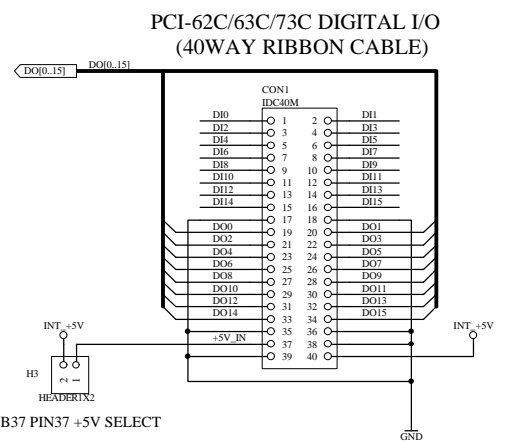 PCI-62C/63C/73C DIGITAL I/O
(40WAY RIBBON CABLE)
DO[0..15] DO[0..15]
CON1
IDC40M
DI0 1 2 DI1
DI2 3 4 DI3
DI4 5 6 DI5
DI6 7 8 DI7
DI8 9 10 DI9
DI10 11 12 DI11
DI12 13 14 DI13
DI14 15 16 DI15
17 18
DO0 19 20 DO1
DO2 21 22 DO3
DO4 23 24 DO5
DO6 25 26 DO7
DO8 27 28 DO9
DO10 29 30 DO11
DO12 31 32 DO13
DO14 33 34 DO15
INT_+5V 35 36 INT_+5V
+5V_IN 37 38
39 40
H3 2 1
HEADER1X2
B37 PIN37 +5V SELECT
GND